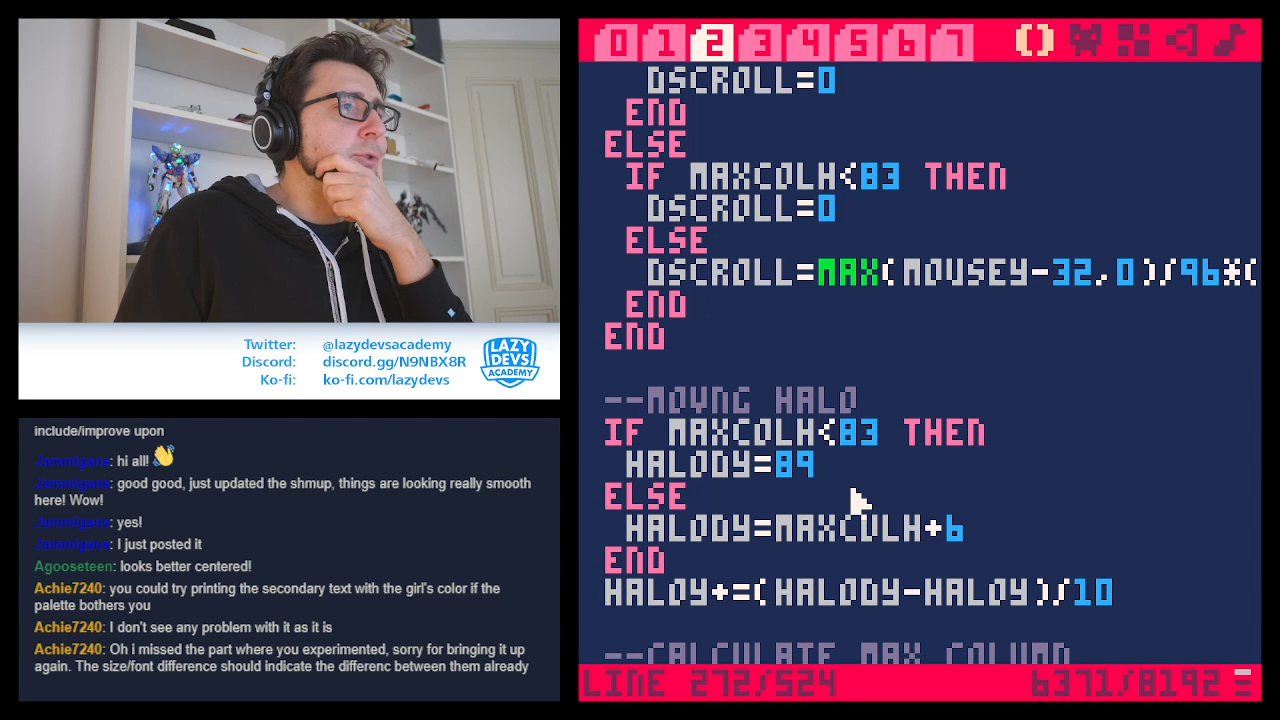 Twitter: @lazydevsacademy
Discord: discord.gg/N9NBX8R
Ko-fi: ko-fi.com/lazydevs
LAZY
DEVS
ACADEMY
include/improve upon
Jammigans: hi all! 👋
Jammigans: good good, just updated the shmup, things are looking really smooth
here! Wow!
Jammigans: yes!
Jammigans: I just posted it
Agooseteen: looks better centered!
Achie7240: you could try printing the secondary text with the girl's color if the
palette bothers you
Achie7240: I don't see any problem with it as it is
Achie7240: Oh i missed the part where you experimented, sorry for bringing it up
again. The size/font difference should indicate the differenc between them already
0 1 2 3 4 5 6 7
DSCROLL=0
END
ELSE
IF MAXCOLH<83 THEN
DSCROLL=0
ELSE
DSCROLL=MAX(MOUSEY-32,0)/96*(
END
END
--MOVNG HALO
IF MAXCOLH<83 THEN
HALODY=89
ELSE
HALODY=MAXCOLH+6
END
HALOY+=(HALODY-HALOY)/10
--CALCULATE MAX COLUMN
LINE 272/524
6371/8192